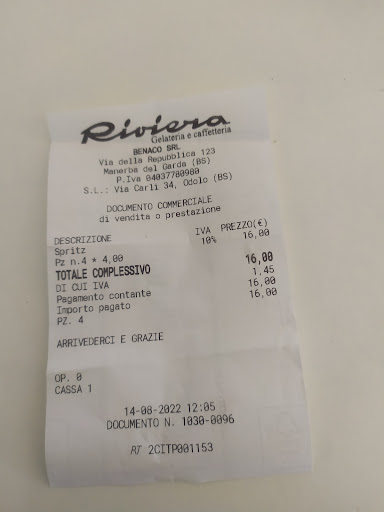 Riviera
Gelateria e caffetteria
BENACO SRL
Via della Repubblica 123
Manerba del Garda (BS)
P.Iva 04037780980
S.L.: Via Carli 34, Odolo (BS)
DOCUMENTO COMMERCIALE
di vendita o prestazione
DESCRIZIONE IVA PREZZO(€)
Spritz 10% 16,00
Pz n.4 * 4,00
TOTALE COMPLESSIVO 16,00
DI CUI IVA 1,45
Pagamento contante 16,00
Importo pagato 16,00
PZ. 4
ARRIVEDERCI E GRAZIE
OP. 0
CASSA 1
14-08-2022 12:05
DOCUMENTO N. 1030-0096
RT 2CITP001153